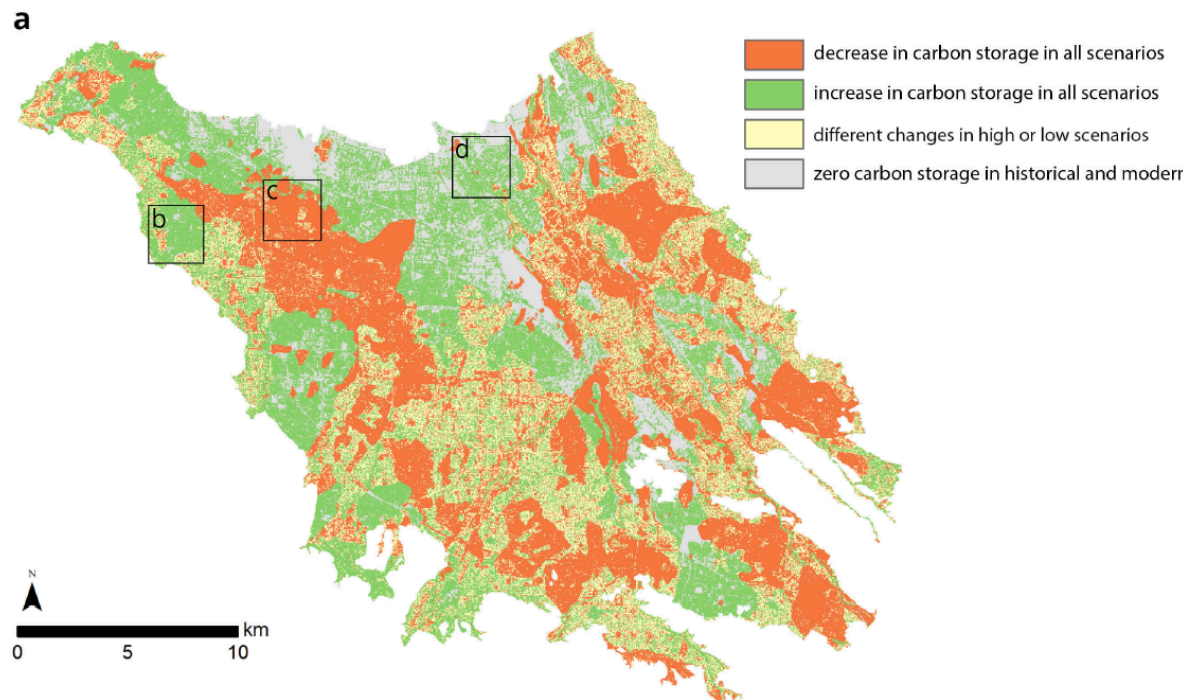 a
decrease in carbon storage in all scenarios
increase in carbon storage in all scenarios
different changes in high or low scenarios
zero carbon storage in historical and modern
d
c
b
N
km
0 5 10